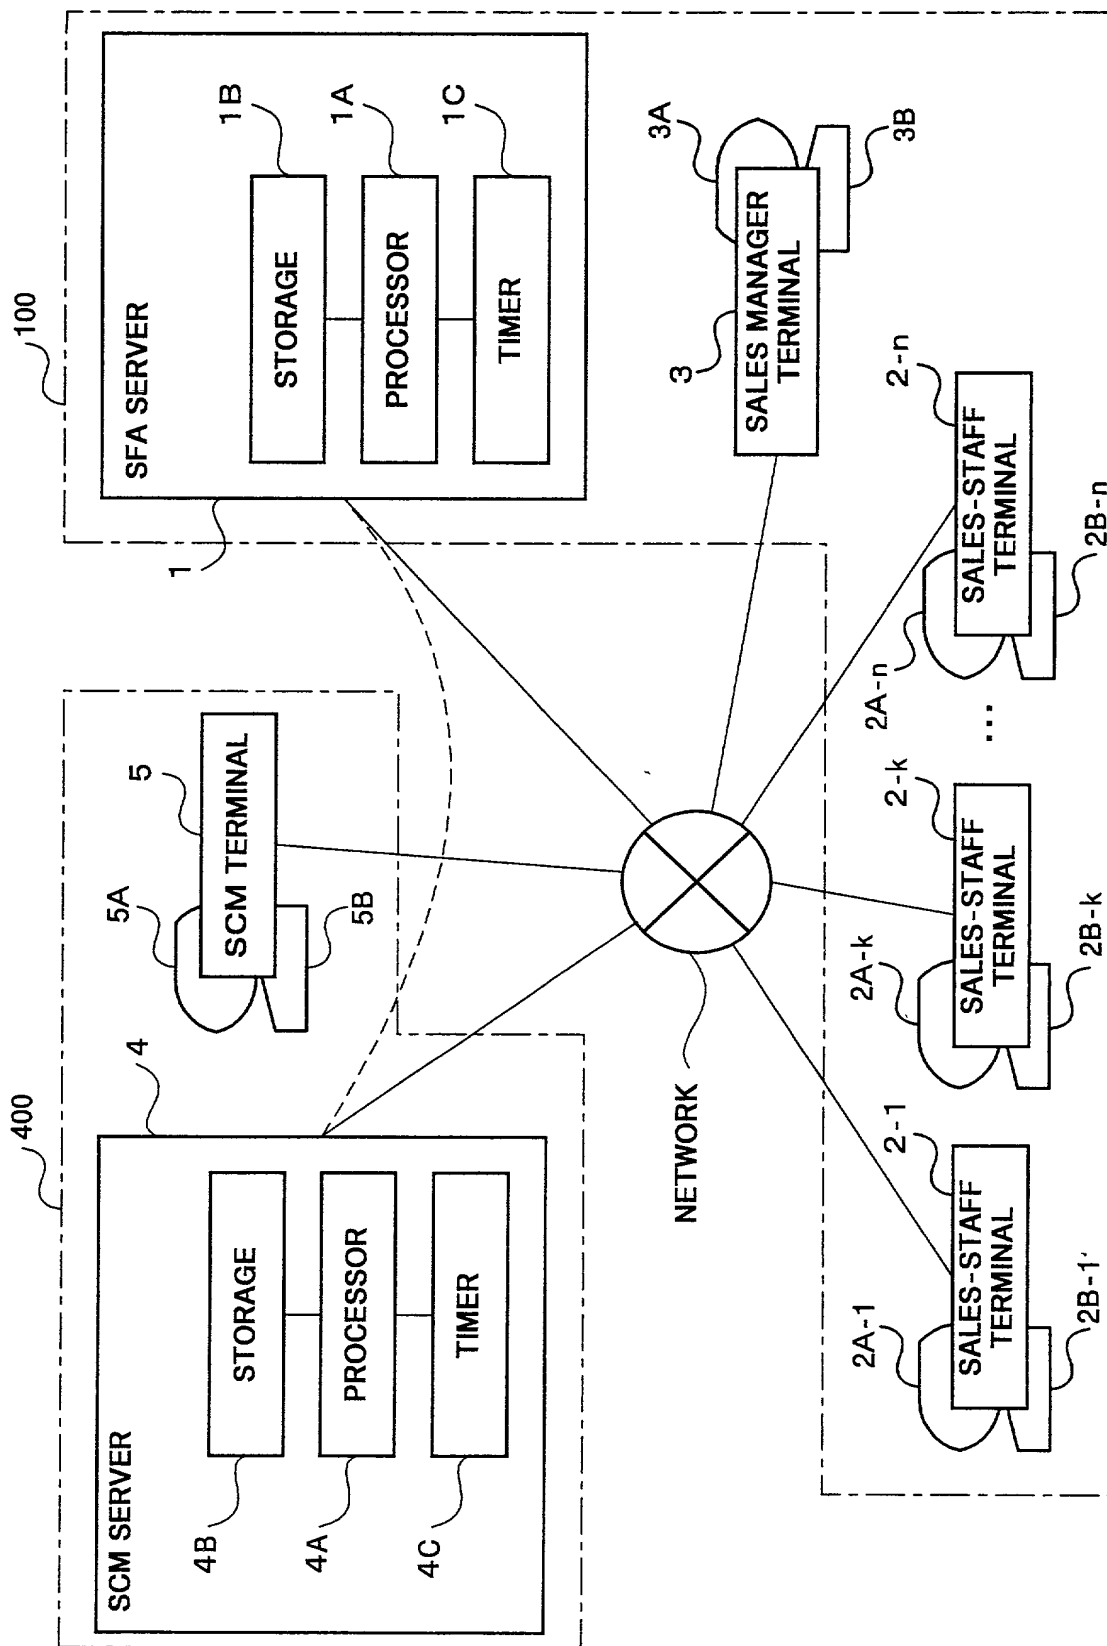 400
SCM SERVER
4
4B
STORAGE
4A
PROCESSOR
4C
TIMER
5A
5
SCM TERMINAL
5B
100
1
SFA SERVER
STORAGE
1B
PROCESSOR
1A
TIMER
1C
NETWORK
3
SALES MANAGER
TERMINAL
3A
3B
2A-1
2-1
SALES-STAFF
TERMINAL
2B-1
2A-k
2-k
SALES-STAFF
TERMINAL
2B-k
...
2A-n
2-n
SALES-STAFF
TERMINAL
2B-n